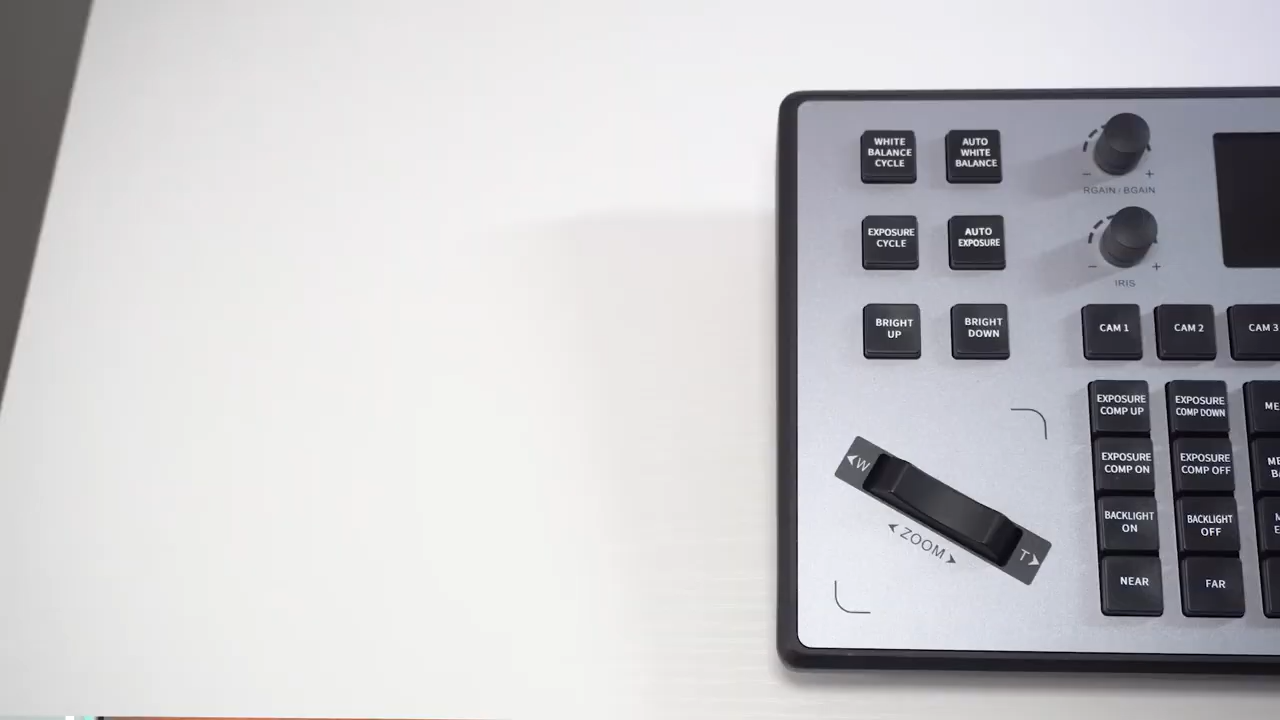 WHITE
BALANCE
CYCLE
AUTO
WHITE
BALANCE
− +
RGAIN / BGAIN
EXPOSURE
CYCLE
AUTO
EXPOSURE
− +
IRIS
BRIGHT
UP
BRIGHT
DOWN
CAM 1
CAM 2
CAM 3
EXPOSURE
COMP UP
EXPOSURE
COMP DOWN
EXPOSURE
COMP ON
EXPOSURE
COMP OFF
BACKLIGHT
ON
BACKLIGHT
OFF
NEAR
FAR
W
ZOOM
T